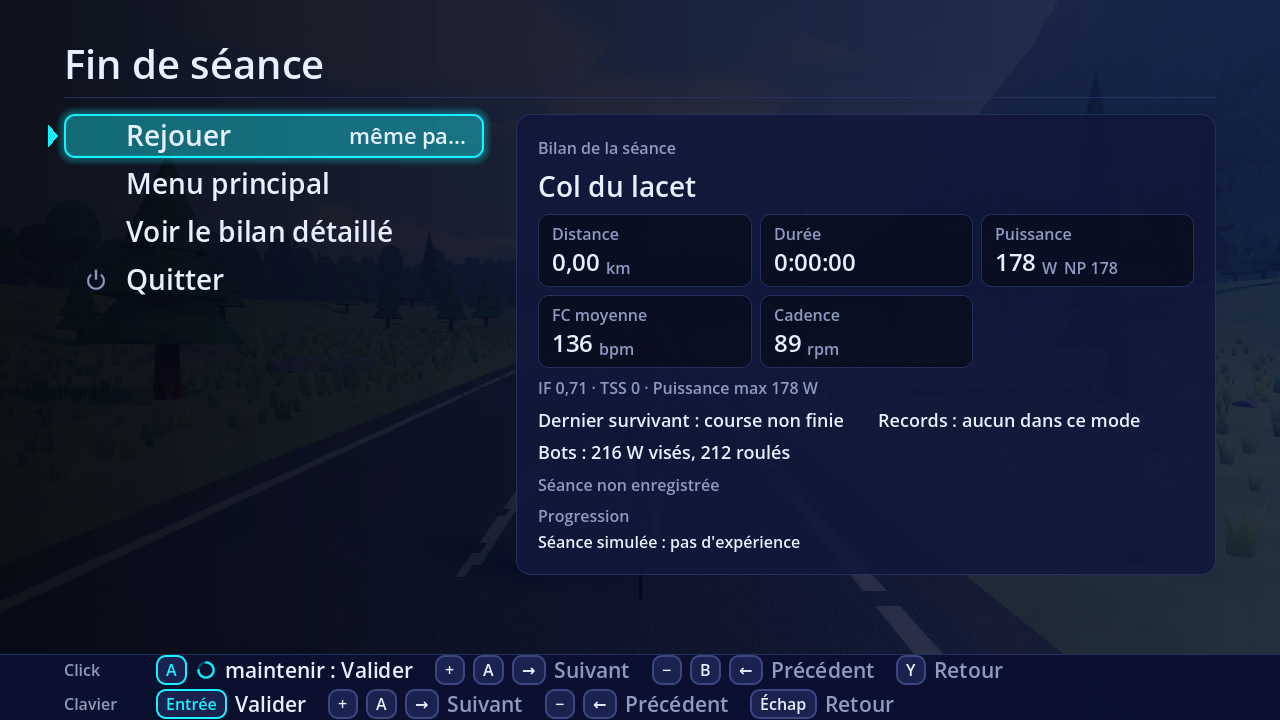 Fin de séance
Rejouer même pa...
Menu principal
Voir le bilan détaillé
Quitter
Bilan de la séance
Col du lacet
Distance Durée Puissance
0,00 km 0:00:00 178 W NP 178
FC moyenne Cadence
136 bpm 89 rpm
IF 0,71 · TSS 0 · Puissance max 178 W
Dernier survivant : course non finie Records : aucun dans ce mode
Bots : 216 W visés, 212 roulés
Séance non enregistrée
Progression
Séance simulée : pas d'expérience
Click A maintenir : Valider + A → Suivant − B ← Précédent Y Retour
Clavier Entrée Valider + A → Suivant − ← Précédent Échap Retour